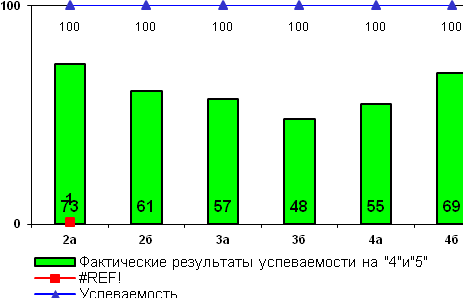 100
100 100 100 100 100 100
1
73 61 57 48 55 69
0
2а 2б 3а 3б 4а 4б
Фактические результаты успеваемости на "4"и"5"
#REF!
Успеваемость